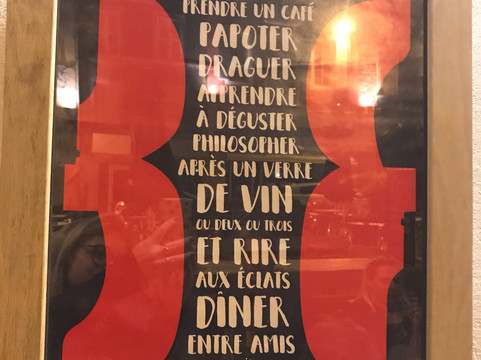 PRENDRE UN CAFÉ
PAPOTER
DRAGUER
APPRENDRE
À DÉGUSTER
PHILOSOPHER
APRÈS UN VERRE
DE VIN
OU DEUX OU TROIS
ET RIRE
AUX ÉCLATS
DÎNER
ENTRE AMIS